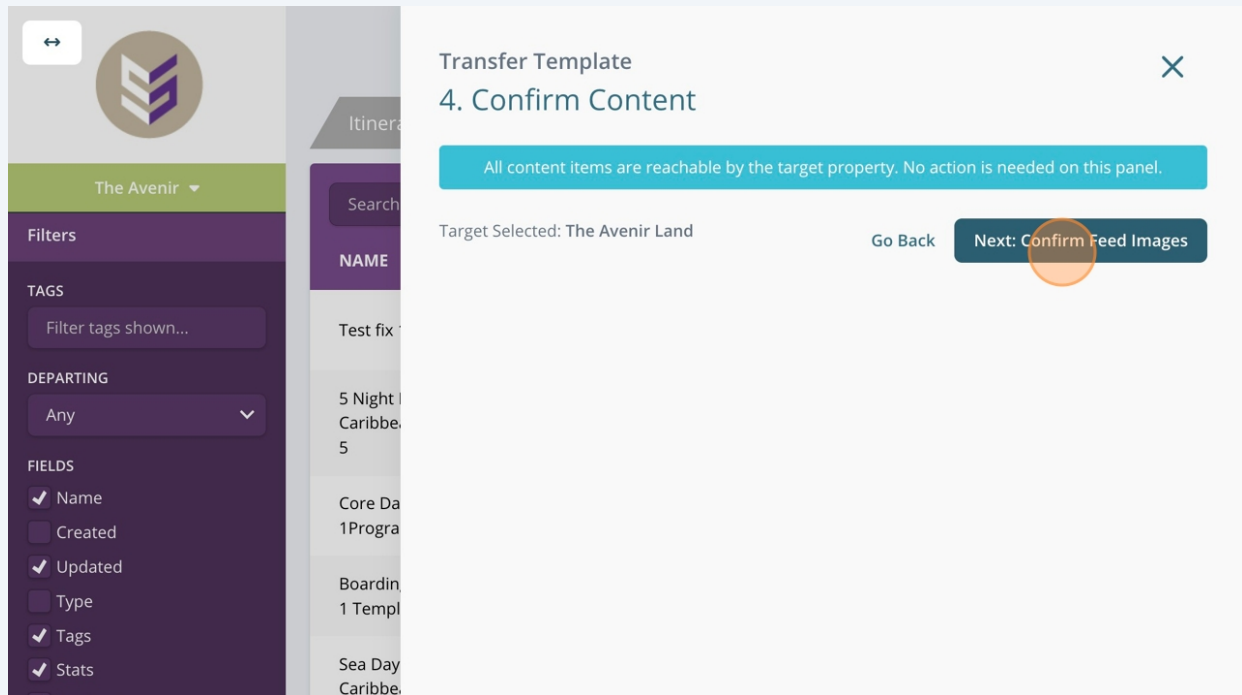 Transfer Template
4. Confirm Content
All content items are reachable by the target property. No action is needed on this panel.
Target Selected: The Avenir Land
Go Back
Next: Confirm Feed Images
The Avenir
Filters
TAGS
Filter tags shown...
DEPARTING
Any
FIELDS
Name
Created
Updated
Type
Tags
Stats
Search
NAME
Test fix
5 Night
5
Core Da
Sea Day